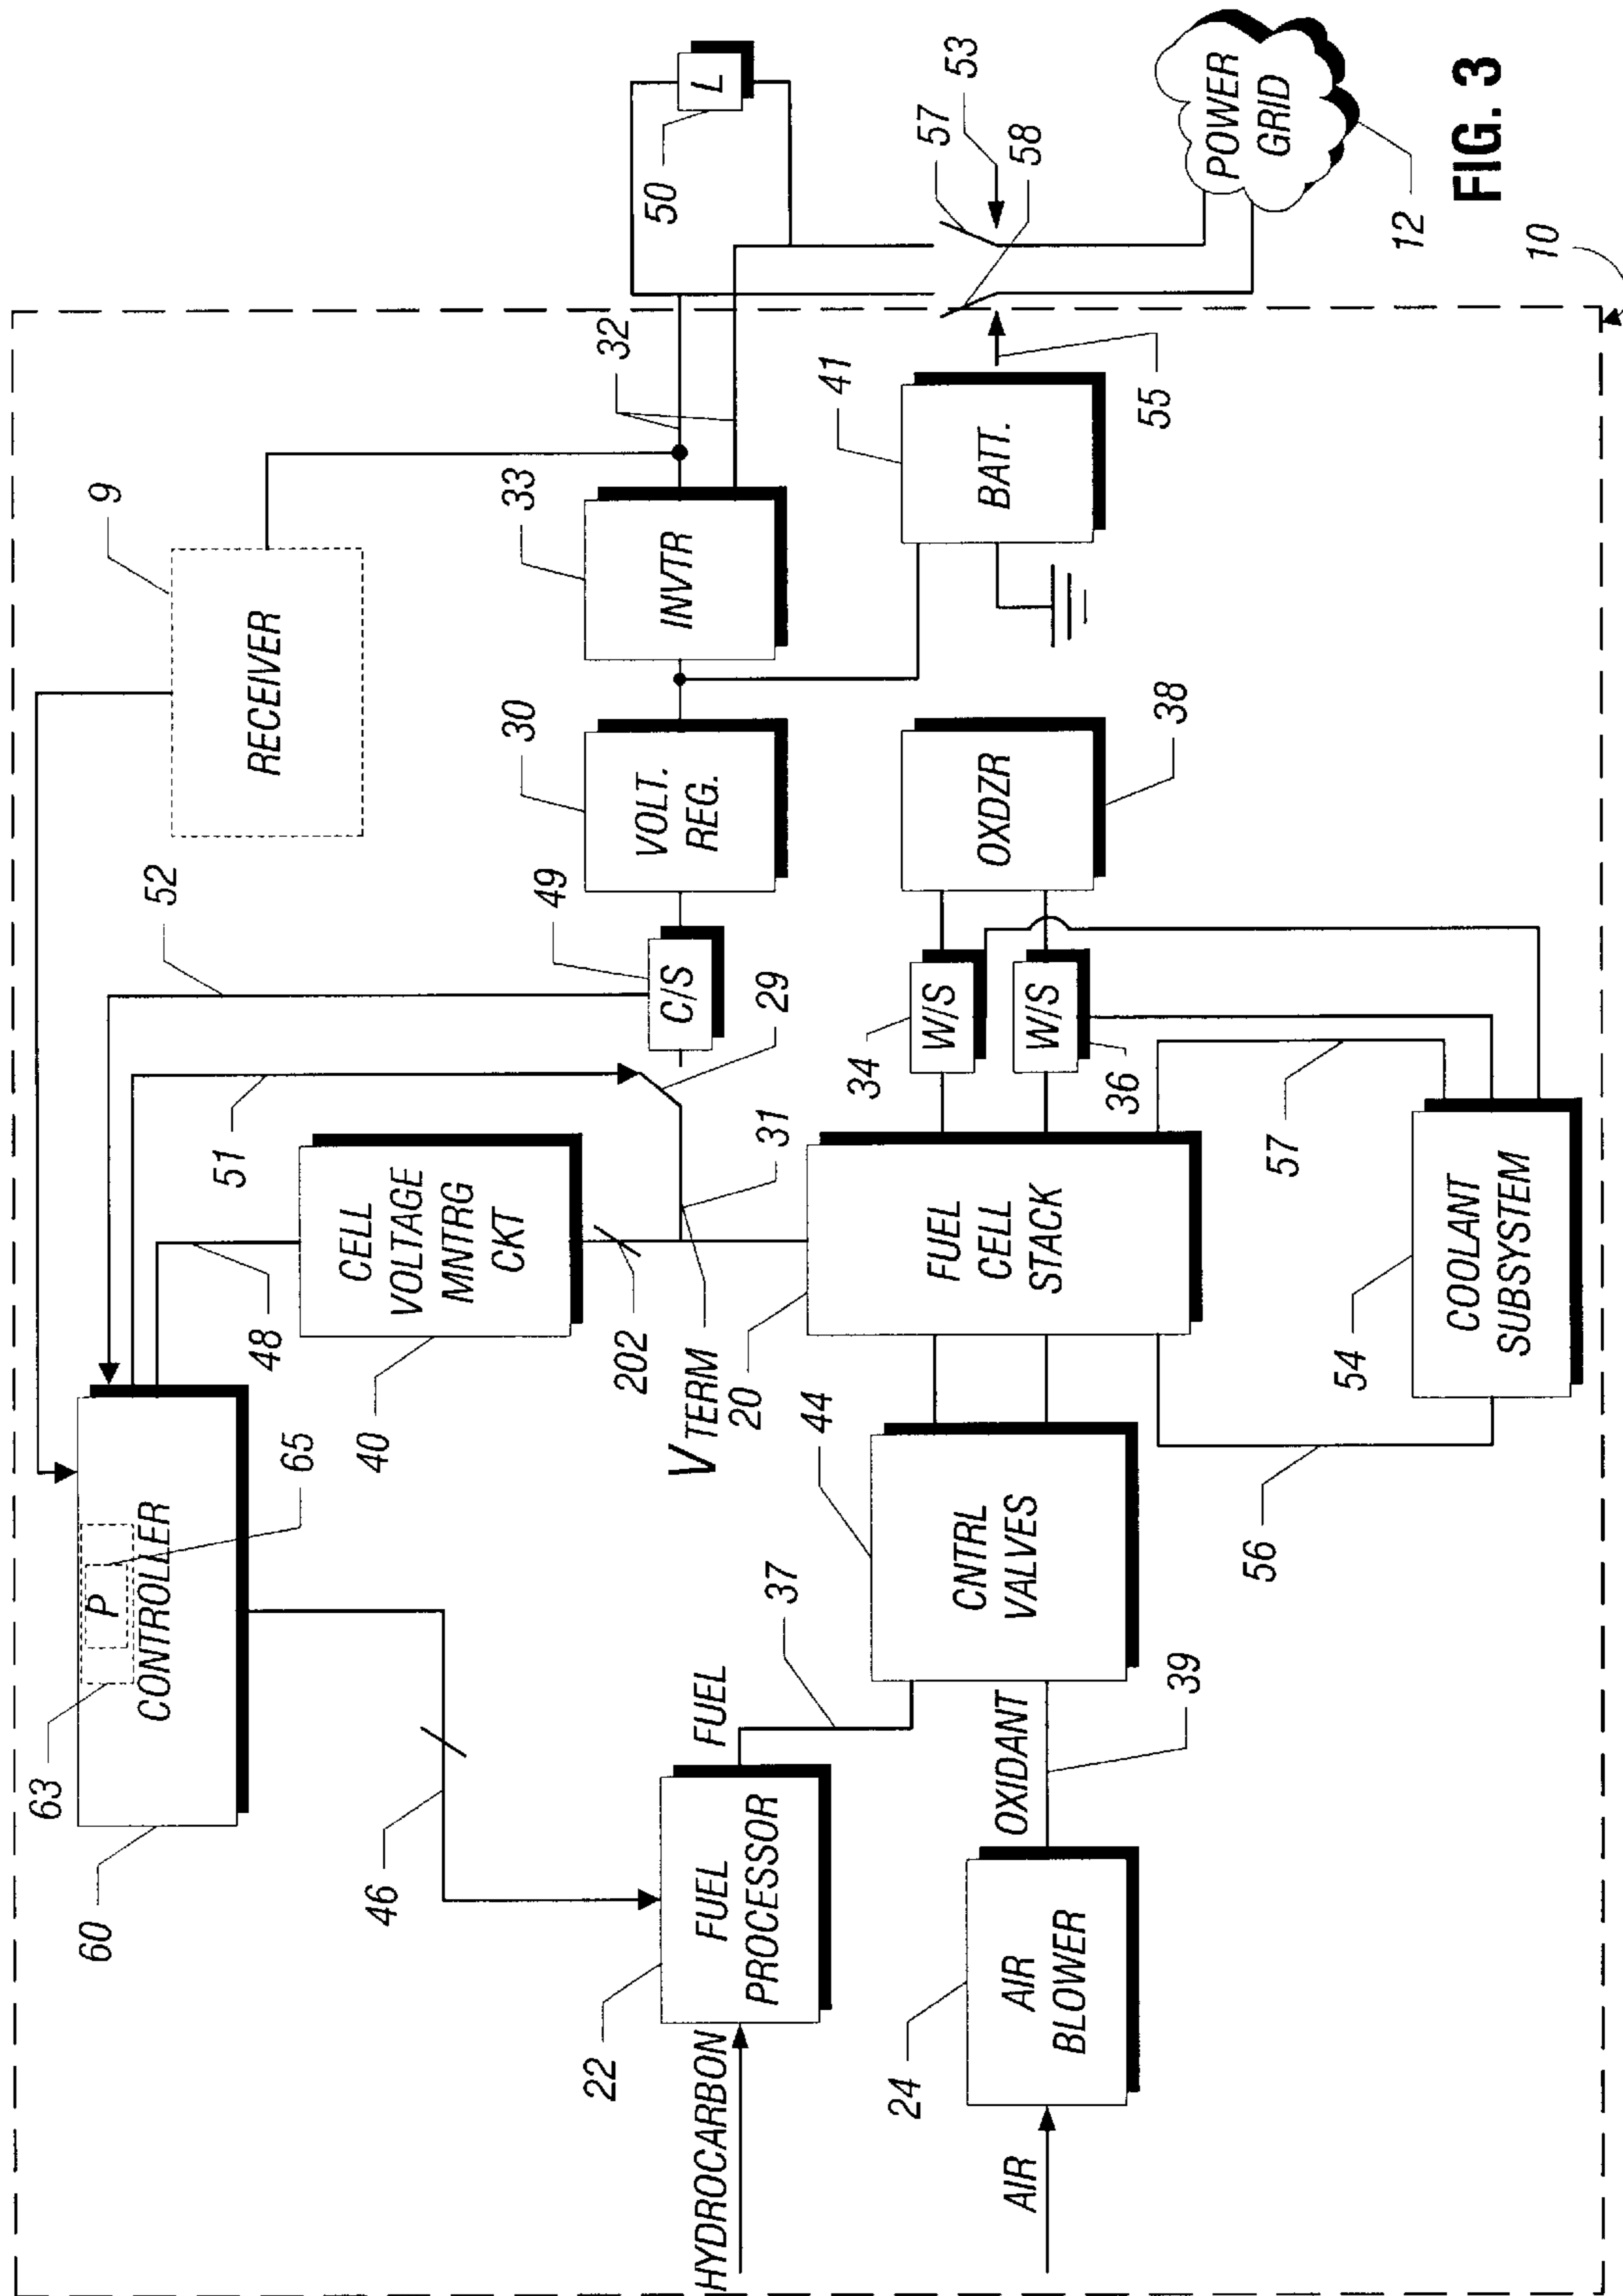 10
RECEIVER
9
52
51
48
CELL
VOLTAGE
MNTRG
CKT
40
202
V TERM
31
29
C/S
49
VOLT.
REG.
30
INVTR
33
32
L
50
63
P
65
CONTROLLER
60
46
HYDROCARBON
FUEL
PROCESSOR
22
FUEL
37
AIR
AIR
BLOWER
24
OXIDANT
39
CNTRL
VALVES
44
FUEL
CELL
STACK
20
W/S
34
W/S
36
OXDZR
38
BATT.
41
55
57
53
58
POWER
GRID
12
56
57
COOLANT
SUBSYSTEM
54
FIG. 3